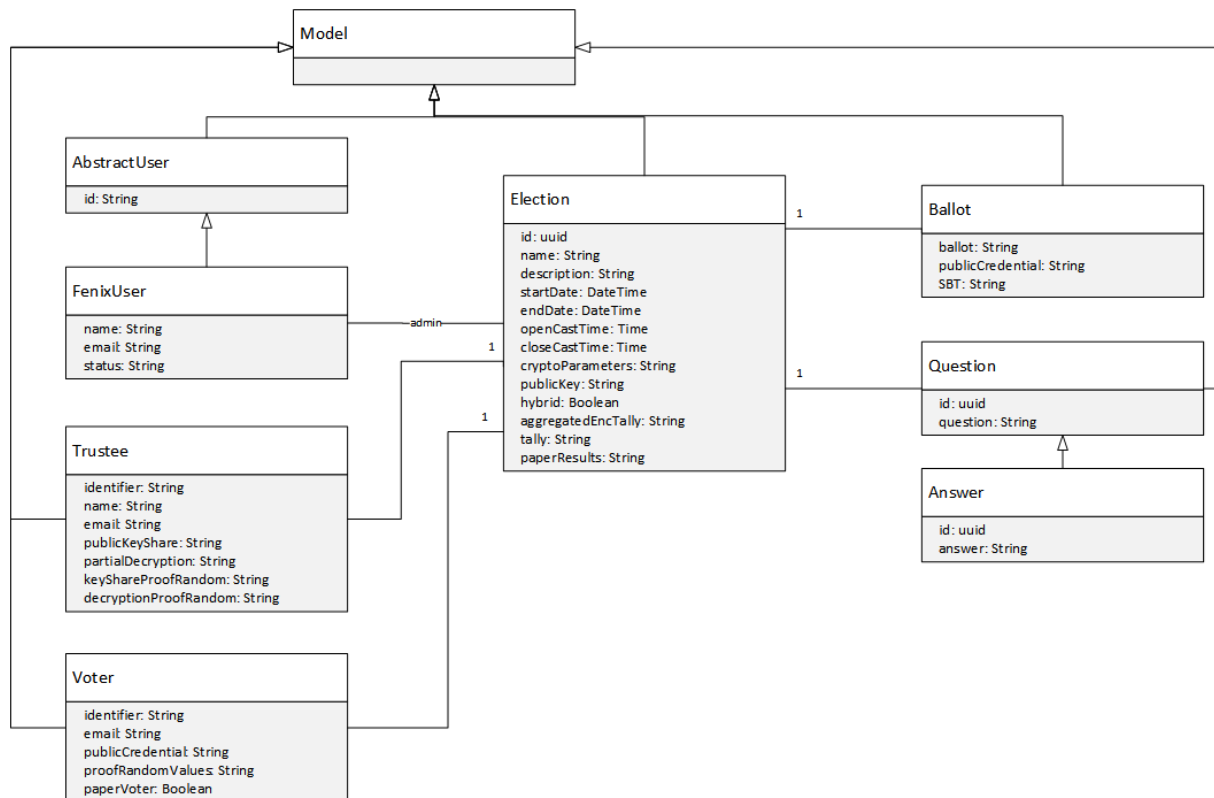 Model
AbstractUser
id: String
FenixUser
name: String
email: String
status: String
Trustee
identifier: String
name: String
email: String
publicKeyShare: String
partialDecryption: String
keyShareProofRandom: String
decryptionProofRandom: String
Voter
identifier: String
email: String
publicCredential: String
proofRandomValues: String
paperVoter: Boolean
admin
1
1
Election
id: uuid
name: String
description: String
startDate: DateTime
endDate: DateTime
openCastTime: Time
closeCastTime: Time
cryptoParameters: String
publicKey: String
hybrid: Boolean
aggregatedEncTally: String
tally: String
paperResults: String
1
1
Ballot
ballot: String
publicCredential: String
SBT: String
Question
id: uuid
question: String
Answer
id: uuid
answer: String